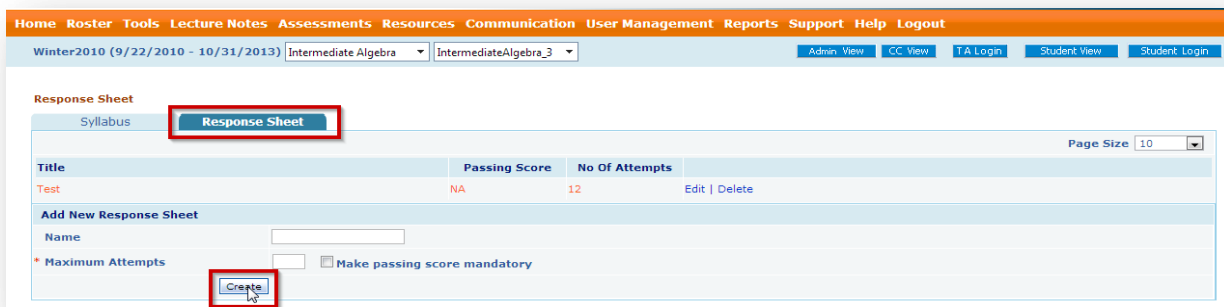 Home Roster Tools Lecture Notes Assessments Resources Communication User Management Reports Support Help Logout
Winter2010 (9/22/2010 - 10/31/2013) Intermediate Algebra IntermediateAlgebra_3 Admin View CC View TA Login Student View Student Login
Response Sheet
Syllabus Response Sheet
Page Size 10
Title Passing Score No Of Attempts
Test NA 12 Edit | Delete
Add New Response Sheet
Name
* Maximum Attempts Make passing score mandatory
Create